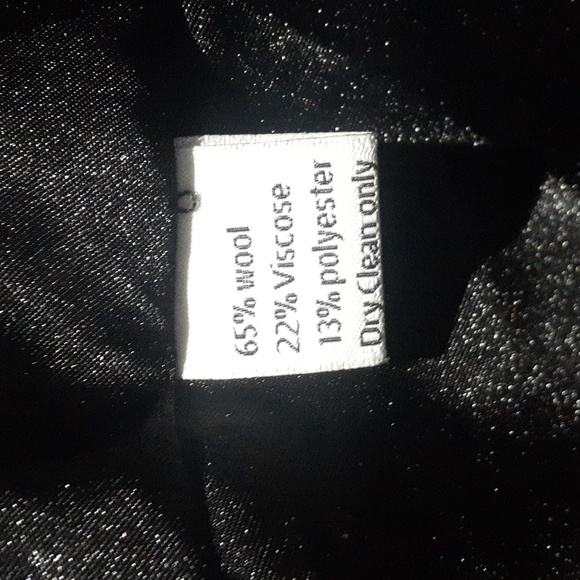 65% wool
22% Viscose
13% polyester
Dry Clean only